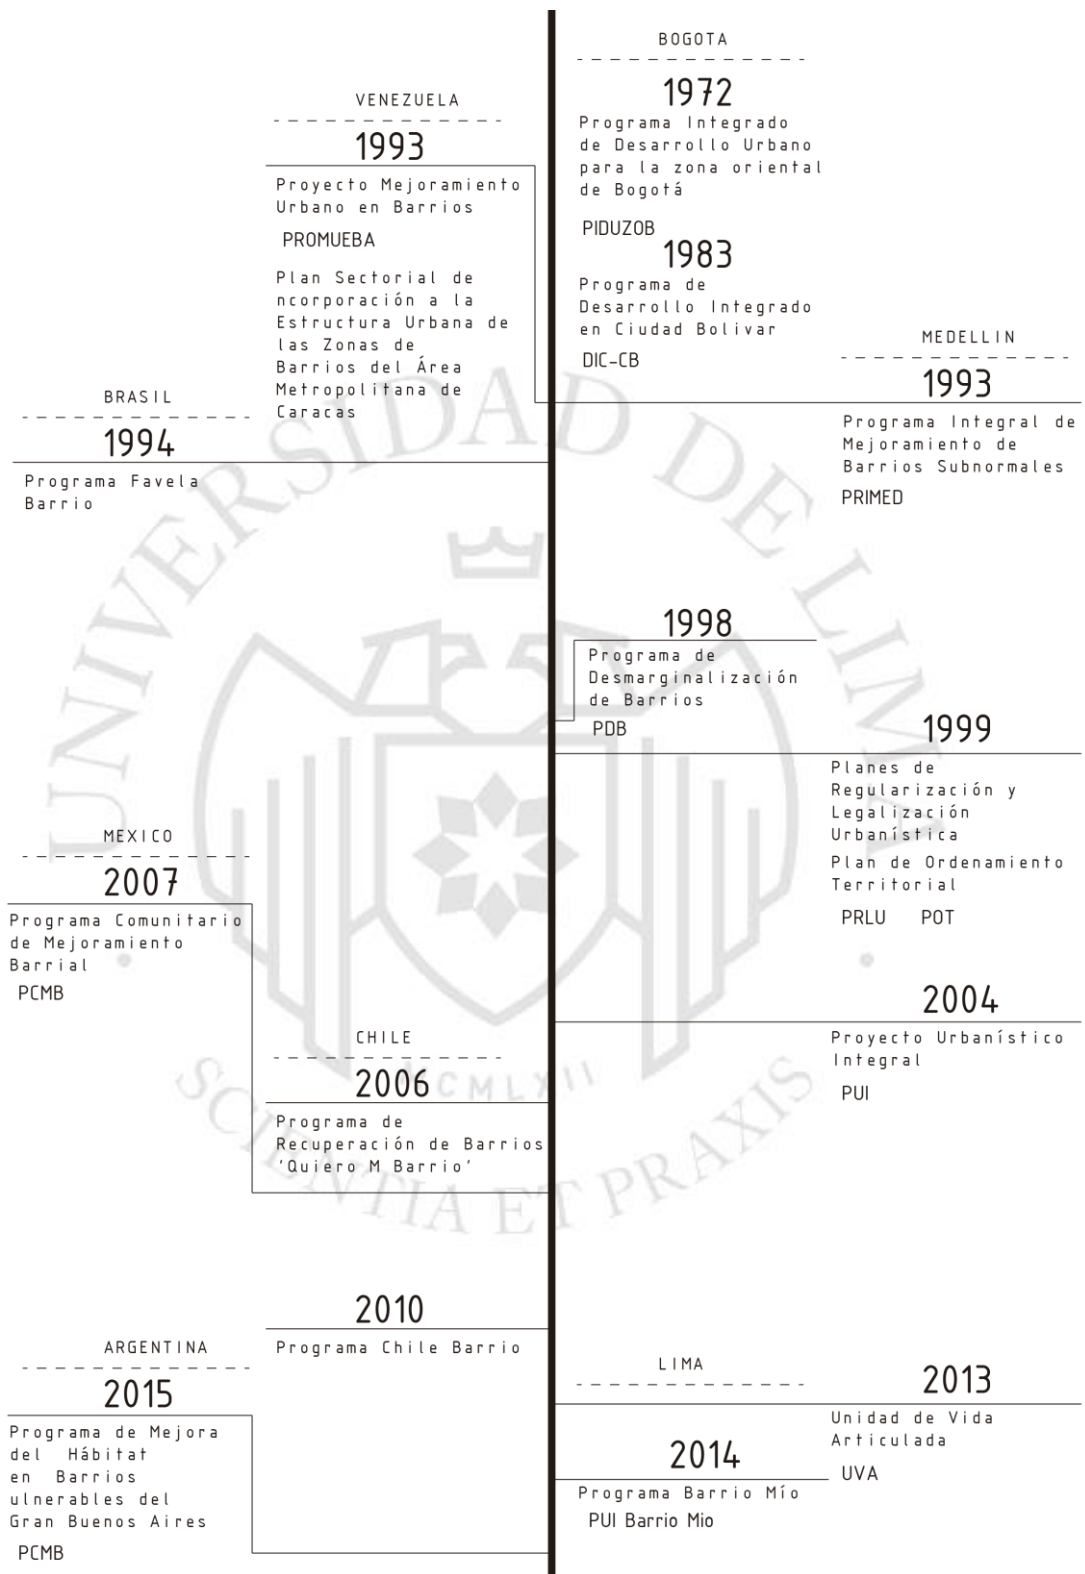 BOGOTA
1972
Programa Integrado
de Desarrollo Urbano
para la zona oriental
de Bogotá
PIDUZOB
1983
Programa de
Desarrollo Integrado
en Ciudad Bolivar
DIC-CB
VENEZUELA
1993
Proyecto Mejoramiento
Urbano en Barrios
PROMUEBA
Plan Sectorial de
ncorporación a la
Estructura Urbana de
las Zonas de
Barrios del Área
Metropolitana de
Caracas
MEDELLIN
1993
Programa Integral de
Mejoramiento de
Barrios Subnormales
PRIMED
BRASIL
1994
Programa Favela
Barrio
1998
Programa de
Desmarginalización
de Barrios
PDB
1999
Planes de
Regularización y
Legalización
Urbanística
Plan de Ordenamiento
Territorial
PRLU POT
MEXICO
2007
Programa Comunitario
de Mejoramiento
Barrial
PCMB
2004
Proyecto Urbanístico
Integral
PUI
CHILE
2006
Programa de
Recuperación de Barrios
'Quiero M Barrio'
2010
Programa Chile Barrio
ARGENTINA
2015
Programa de Mejora
del Hábitat
en Barrios
ulnerables del
Gran Buenos Aires
PCMB
LIMA
2013
Unidad de Vida
Articulada
UVA
2014
Programa Barrio Mío
PUI Barrio Mio
UNIVERSIDAD DE LIMA
MCMLXII
SCIENTIA ET PRAXIS